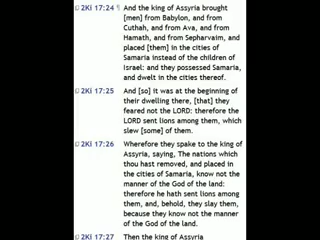 2Ki 17:24 ¶ And the king of Assyria brought
[men] from Babylon, and from
Cuthah, and from Ava, and from
Hamath, and from Sepharvaim, and
placed [them] in the cities of
Samaria instead of the children of
Israel: and they possessed Samaria,
and dwelt in the cities thereof.
2Ki 17:25 And [so] it was at the beginning of
their dwelling there, [that] they
feared not the LORD: therefore the
LORD sent lions among them, which
slew [some] of them.
2Ki 17:26 Wherefore they spake to the king of
Assyria, saying, The nations which
thou hast removed, and placed in
the cities of Samaria, know not the
manner of the God of the land:
therefore he hath sent lions among
them, and, behold, they slay them,
because they know not the manner
of the God of the land.
2Ki 17:27 Then the king of Assyria